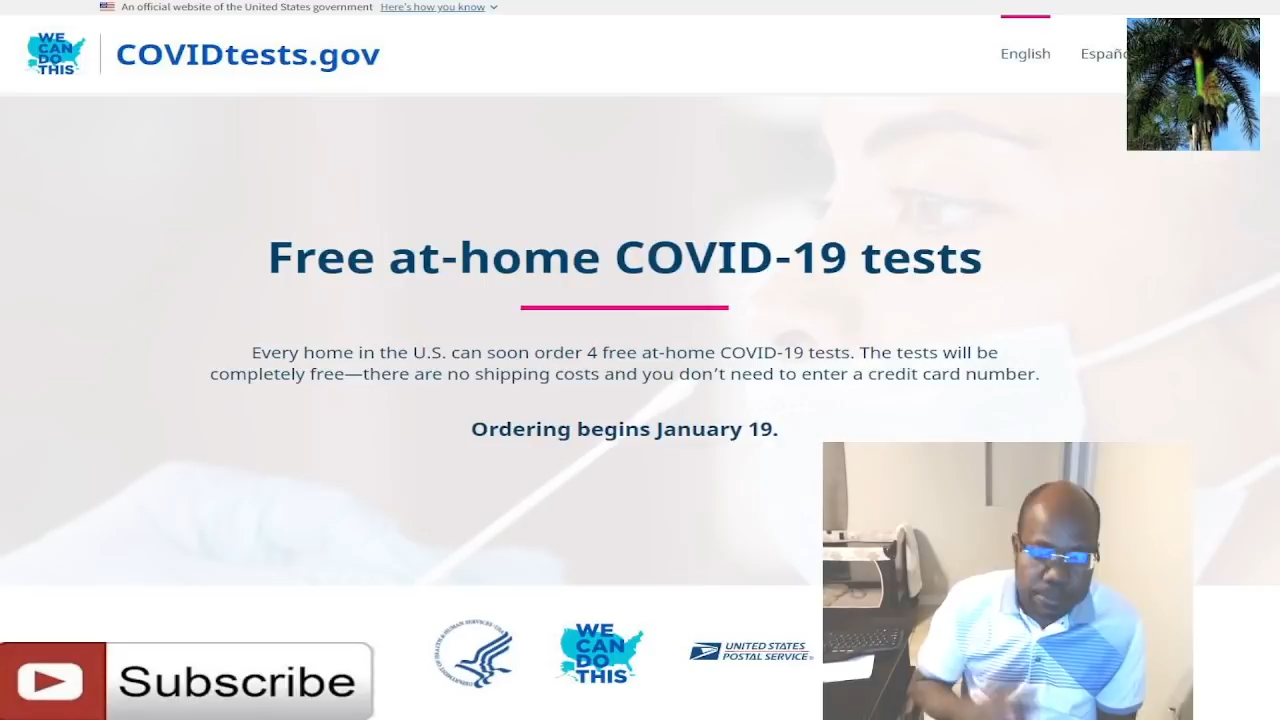 An official website of the United States government Here's how you know
WE
CAN
DO
THIS
COVIDtests.gov
English
Españo
Free at-home COVID-19 tests
Every home in the U.S. can soon order 4 free at-home COVID-19 tests. The tests will be
completely free—there are no shipping costs and you don't need to enter a credit card number.
Ordering begins January 19.
WE
CAN
DO
THIS
UNITED STATES
POSTAL SERVICE
Subscribe